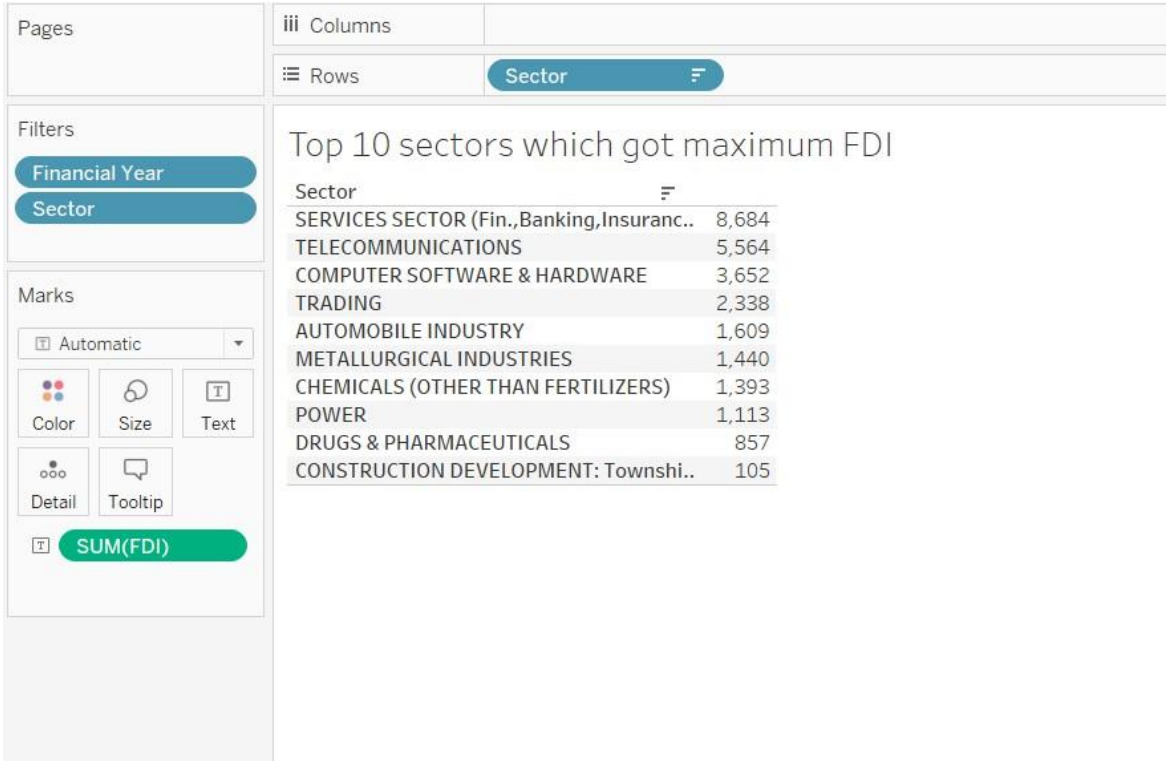 Pages
Columns
Rows
Sector
Filters
Financial Year
Sector
Marks
Automatic
Color Size Text
Detail Tooltip
SUM(FDI)
Top 10 sectors which got maximum FDI
Sector
SERVICES SECTOR (Fin.,Banking,Insuranc.. 8,684
TELECOMMUNICATIONS 5,564
COMPUTER SOFTWARE & HARDWARE 3,652
TRADING 2,338
AUTOMOBILE INDUSTRY 1,609
METALLURGICAL INDUSTRIES 1,440
CHEMICALS (OTHER THAN FERTILIZERS) 1,393
POWER 1,113
DRUGS & PHARMACEUTICALS 857
CONSTRUCTION DEVELOPMENT: Townshi.. 105